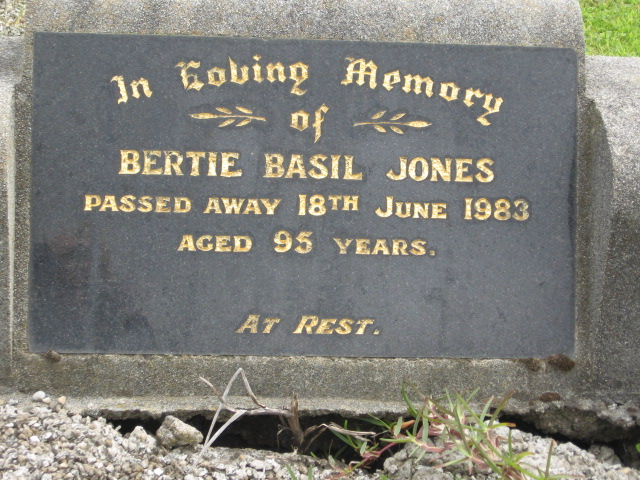 In Loving Memory
of
BERTIE BASIL JONES
PASSED AWAY 18TH JUNE 1983
AGED 95 YEARS.
AT REST.